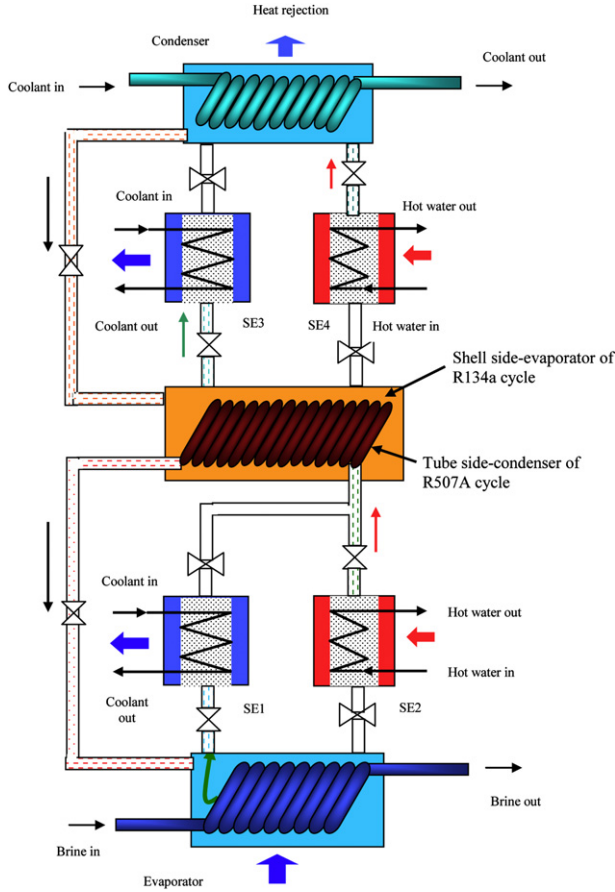 Heat rejection
Condenser
Coolant out
Coolant in
Coolant in
Hot water out
Coolant out
SE3
SE4
Hot water in
Shell side-evaporator of
R134a cycle
Tube side-condenser of
R507A cycle
Coolant in
Hot water out
Hot water in
Coolant
out
SE1
SE2
Brine out
Brine in
Evaporator